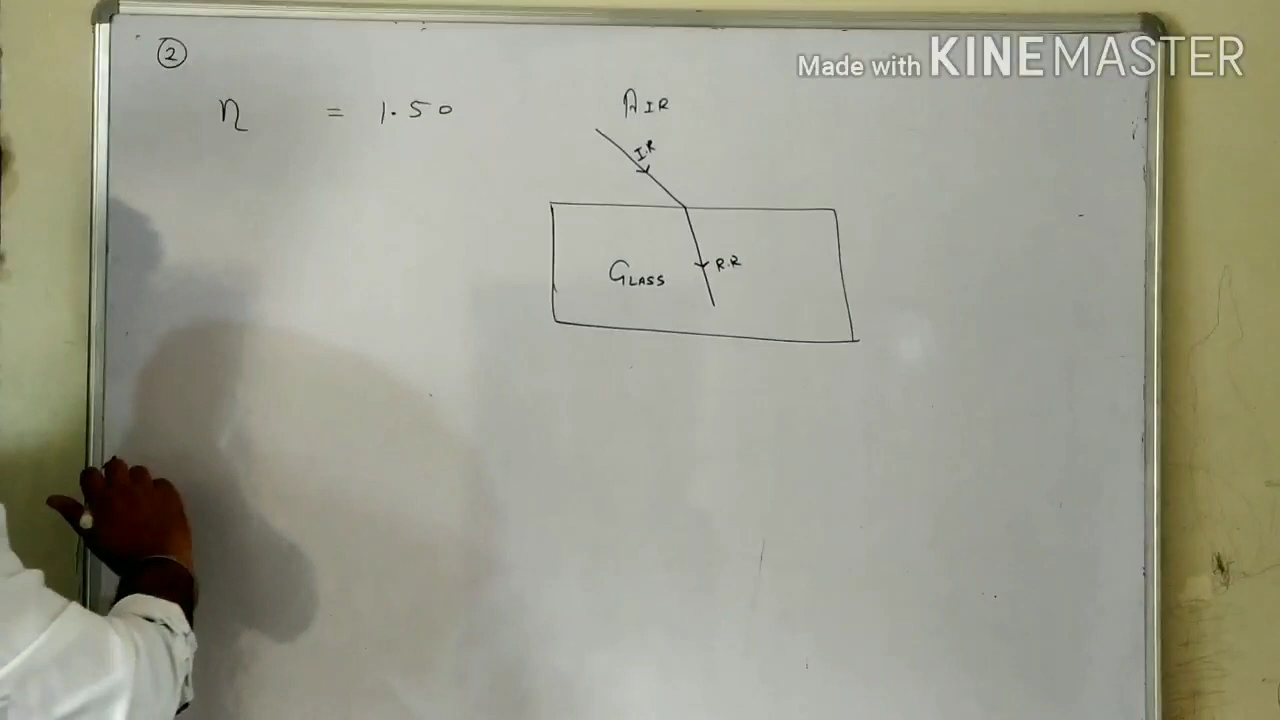 ②
Made with KINEMASTER
n = 1.50
AIR
I.R
R.R
GLASS